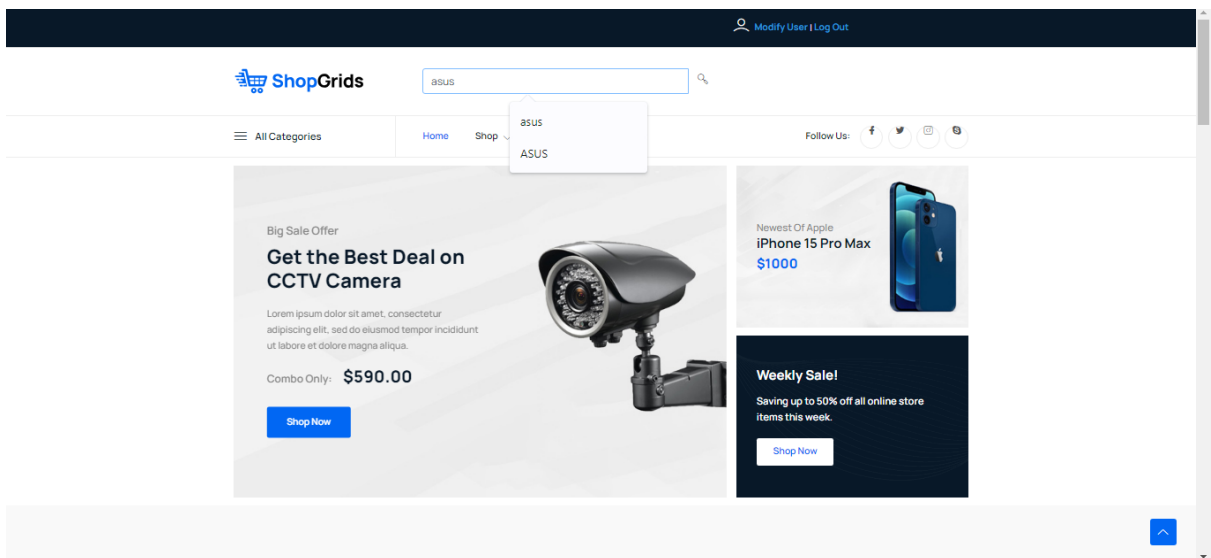 Modify User | Log Out
ShopGrids
asus
asus
ASUS
All Categories
Home
Shop
Follow Us:
Big Sale Offer
Get the Best Deal on
CCTV Camera
Lorem ipsum dolor sit amet, consectetur
adipiscing elit, sed do eiusmod tempor incididunt
ut labore et dolore magna aliqua.
Combo Only: $590.00
Shop Now
Newest Of Apple
iPhone 15 Pro Max
$1000
Weekly Sale!
Saving up to 50% off all online store
items this week.
Shop Now